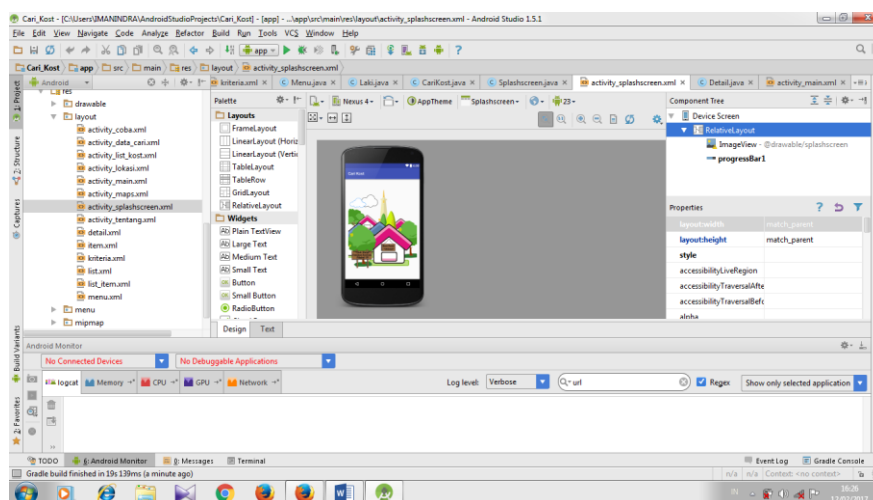 Cari_Kost - [C:\Users\IMANINDRA\AndroidStudioProjects\Cari_Kost] - [app] - ...\app\src\main\res\layout\activity_splashscreen.xml - Android Studio 1.5.1
File Edit View Navigate Code Analyze Refactor Build Run Tools VCS Window Help
app
Cari_Kost app src main res layout activity_splashscreen.xml
Android kriteria.xml Menu.java Laki.java CariKost.java Splashscreen.java activity_splashscreen.xml Detail.java activity_main.xml
1: Project
2: Structure
Captures
Build Variants
2: Favorites
res
drawable
layout
activity_coba.xml
activity_data_cari.xml
activity_list_kost.xml
activity_lokasi.xml
activity_main.xml
activity_maps.xml
activity_splashscreen.xml
activity_tentang.xml
detail.xml
item.xml
kriteria.xml
list.xml
list_item.xml
menu.xml
menu
mipmap
Palette
Layouts
FrameLayout
LinearLayout (Horiz
LinearLayout (Vertic
TableLayout
TableRow
GridLayout
RelativeLayout
Widgets
Plain TextView
Large Text
Medium Text
Small Text
Button
Small Button
RadioButton
Nexus 4 AppTheme Splashscreen 23
Cari Kost
Design Text
Component Tree
Device Screen
RelativeLayout
ImageView - @drawable/splashscreen
progressBar1
Properties
layout:width match_parent
layout:height match_parent
style
accessibilityLiveRegion
accessibilityTraversalAfte
accessibilityTraversalBefc
alpha
Android Monitor
No Connected Devices No Debuggable Applications
logcat Memory CPU GPU Network Log level: Verbose url Regex Show only selected application
TODO 6: Android Monitor 0: Messages Terminal Event Log Gradle Console
Gradle build finished in 19s 139ms (a minute ago) n/a n/a Context: <no context>
IN 16:26